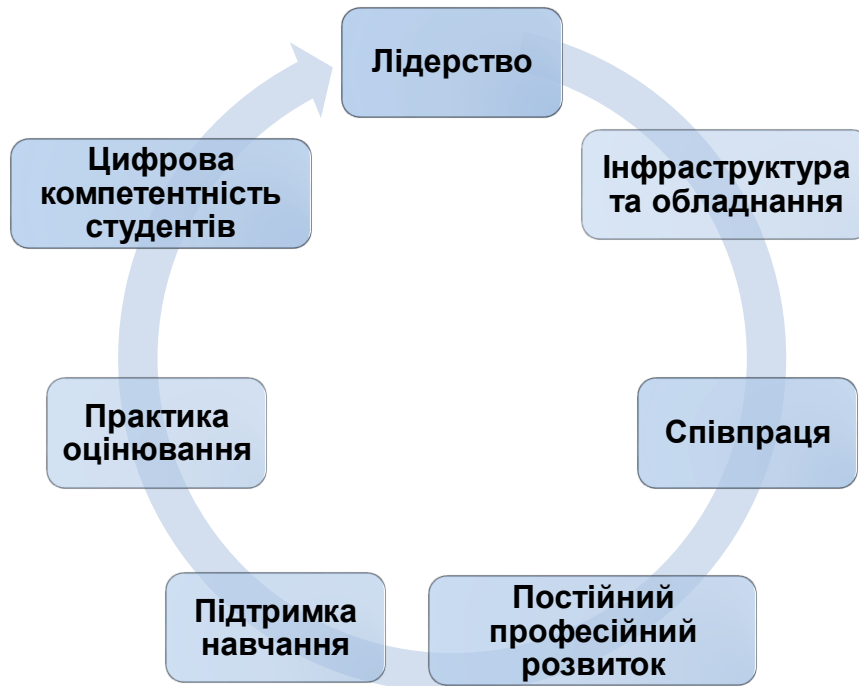 Лідерство
Інфраструктура
та обладнання
Співпраця
Постійний
професійний
розвиток
Підтримка
навчання
Практика
оцінювання
Цифрова
компетентність
студентів